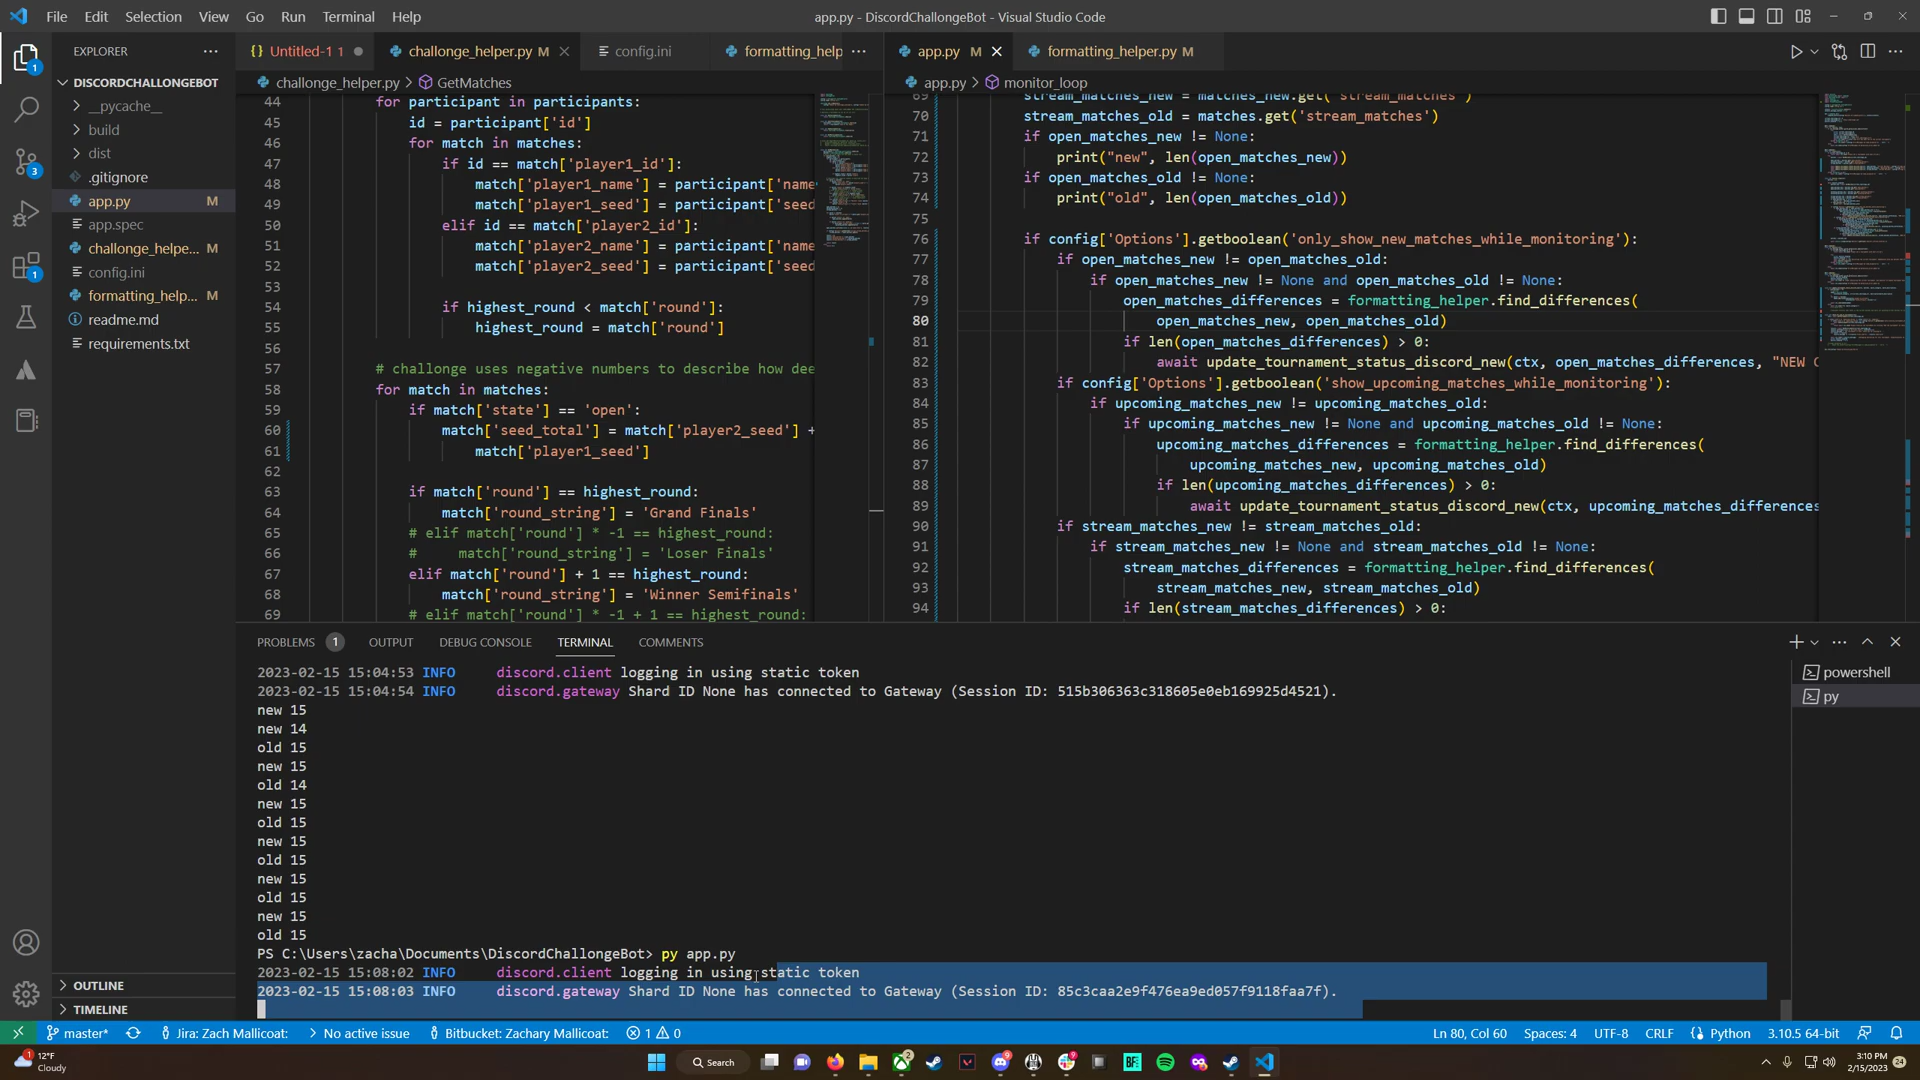 File Edit Selection View Go Run Terminal Help
app.py - DiscordChallongeBot - Visual Studio Code
EXPLORER
DISCORDCHALLONGEBOT
__pycache__
build
dist
.gitignore
app.py M
app.spec
challonge_helpe... M
config.ini
formatting_help... M
readme.md
requirements.txt
OUTLINE
TIMELINE
1
3
1
Untitled-1 1
challonge_helper.py M
config.ini
formatting_help
challonge_helper.py > GetMatches
44 for participant in participants:
45 id = participant['id']
46 for match in matches:
47 if id == match['player1_id']:
48 match['player1_name'] = participant['name
49 match['player1_seed'] = participant['seed
50 elif id == match['player2_id']:
51 match['player2_name'] = participant['name
52 match['player2_seed'] = participant['seed
53
54 if highest_round < match['round']:
55 highest_round = match['round']
56
57 # challonge uses negative numbers to describe how dee
58 for match in matches:
59 if match['state'] == 'open':
60 match['seed_total'] = match['player2_seed'] +
61 match['player1_seed']
62
63 if match['round'] == highest_round:
64 match['round_string'] = 'Grand Finals'
65 # elif match['round'] * -1 == highest_round:
66 # match['round_string'] = 'Loser Finals'
67 elif match['round'] + 1 == highest_round:
68 match['round_string'] = 'Winner Semifinals'
69 # elif match['round'] * -1 + 1 == highest_round:
app.py M
formatting_helper.py M
app.py > monitor_loop
69 stream_matches_new = matches_new.get('stream_matches')
70 stream_matches_old = matches.get('stream_matches')
71 if open_matches_new != None:
72 print("new", len(open_matches_new))
73 if open_matches_old != None:
74 print("old", len(open_matches_old))
75
76 if config['Options'].getboolean('only_show_new_matches_while_monitoring'):
77 if open_matches_new != open_matches_old:
78 if open_matches_new != None and open_matches_old != None:
79 open_matches_differences = formatting_helper.find_differences(
80 open_matches_new, open_matches_old)
81 if len(open_matches_differences) > 0:
82 await update_tournament_status_discord_new(ctx, open_matches_differences, "NEW
83 if config['Options'].getboolean('show_upcoming_matches_while_monitoring'):
84 if upcoming_matches_new != upcoming_matches_old:
85 if upcoming_matches_new != None and upcoming_matches_old != None:
86 upcoming_matches_differences = formatting_helper.find_differences(
87 upcoming_matches_new, upcoming_matches_old)
88 if len(upcoming_matches_differences) > 0:
89 await update_tournament_status_discord_new(ctx, upcoming_matches_differences
90 if stream_matches_new != stream_matches_old:
91 if stream_matches_new != None and stream_matches_old != None:
92 stream_matches_differences = formatting_helper.find_differences(
93 stream_matches_new, stream_matches_old)
94 if len(stream_matches_differences) > 0:
PROBLEMS 1 OUTPUT DEBUG CONSOLE TERMINAL COMMENTS
2023-02-15 15:04:53 INFO discord.client logging in using static token
2023-02-15 15:04:54 INFO discord.gateway Shard ID None has connected to Gateway (Session ID: 515b306363c318605e0eb169925d4521).
new 15
new 14
old 15
new 15
old 14
new 15
old 15
new 15
old 15
new 15
old 15
new 15
old 15
PS C:\Users\zacha\Documents\DiscordChallongeBot> py app.py
2023-02-15 15:08:02 INFO discord.client logging in using static token
2023-02-15 15:08:03 INFO discord.gateway Shard ID None has connected to Gateway (Session ID: 85c3caa2e9f476ea9ed057f9118faa7f).
powershell
py
master* Jira: Zach Mallicoat: No active issue Bitbucket: Zachary Mallicoat: 1 0
Ln 80, Col 60 Spaces: 4 UTF-8 CRLF Python 3.10.5 64-bit
12°F
Cloudy
Search
3:10 PM
2/15/2023
24